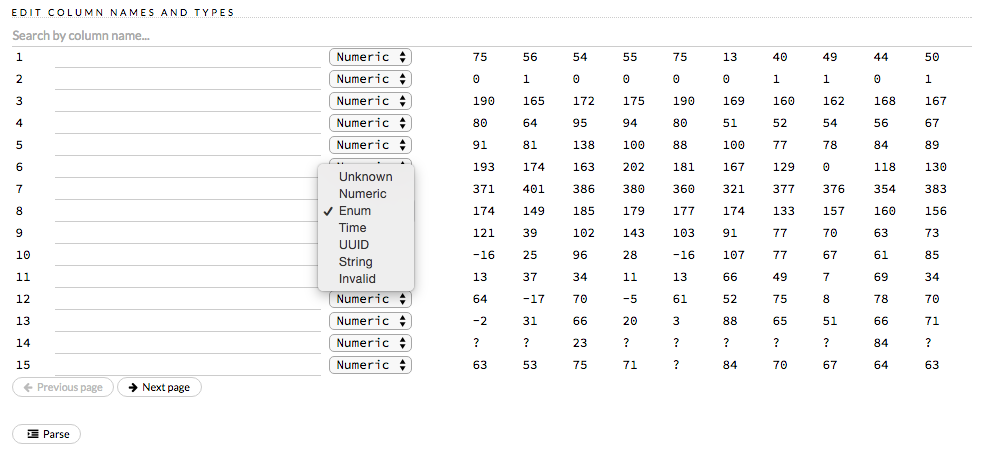 EDIT COLUMN NAMES AND TYPES
Search by column name...
1 Numeric 75 56 54 55 75 13 40 49 44 50
2 Numeric 0 1 0 0 0 0 1 1 0 1
3 Numeric 190 165 172 175 190 169 160 162 168 167
4 Numeric 80 64 95 94 80 51 52 54 56 67
5 Numeric 91 81 138 100 88 100 77 78 84 89
6 193 174 163 202 181 167 129 0 118 130
Unknown
7 371 401 386 380 360 321 377 376 354 383
Numeric
8 ✓ Enum 174 149 185 179 177 174 133 157 160 156
Time
9 121 39 102 143 103 91 77 70 63 73
UUID
10 -16 25 96 28 -16 107 77 67 61 85
String
11 13 37 34 11 13 66 49 7 69 34
Invalid
12 Numeric 64 -17 70 -5 61 52 75 8 78 70
13 Numeric -2 31 66 20 3 88 65 51 66 71
14 Numeric ? ? 23 ? ? ? ? ? 84 ?
15 Numeric 63 53 75 71 ? 84 70 67 64 63
← Previous page → Next page
Parse